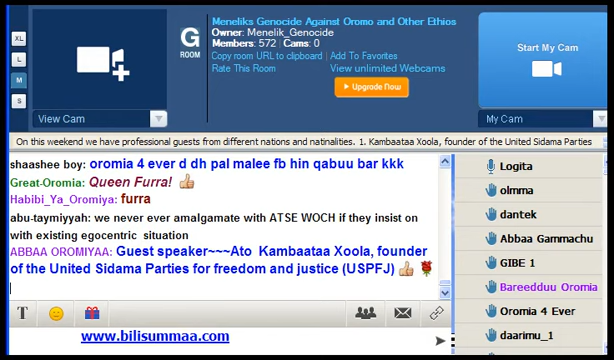 XL
L
M
S
View Cam
G
ROOM
Meneliks Genocide Against Oromo and Other Ethios
Owner: Menelik_Genocide
Members: 572 | Cams: 0
Copy room URL to clipboard | Add To Favorites
Rate This Room
View unlimited Webcams
Upgrade Now
Start My Cam
My Cam
On this weekend we have professional guests from different nations and natinalities. 1. Kambaataa Xoola, founder of the United Sidama Parties
shaashee boy: oromia 4 ever d dh pal malee fb hin qabuu bar kkk
Great-Oromia: Queen Furra!
Habibi_Ya_Oromiya: furra
abu-taymiyyah: we never ever amalgamate with ATSE WOCH if they insist on
with existing egocentric situation
ABBAA OROMIYAA: Guest speaker~~~Ato Kambaataa Xoola, founder
of the United Sidama Parties for freedom and justice (USPFJ)
T
www.bilisummaa.com
Logita
olmma
dantek
Abbaa Gammachu
GIBE 1
Bareedduu Oromia
Oromia 4 Ever
daarimu_1